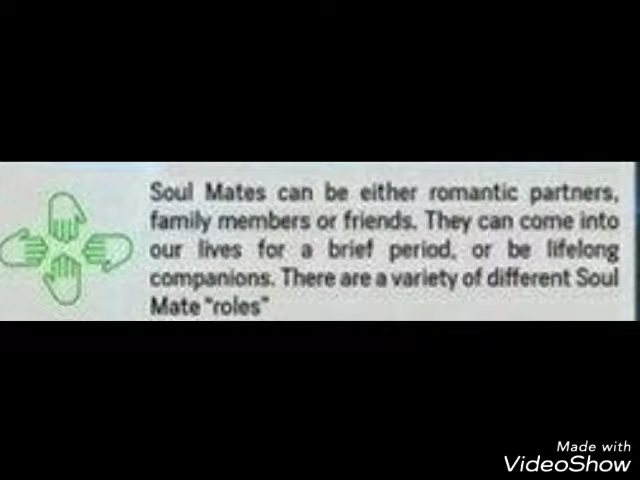 Soul Mates can be either romantic partners,
family members or friends. They can come into
our lives for a brief period, or be lifelong
companions. There are a variety of different Soul
Mate "roles"
Made with
VideoShow